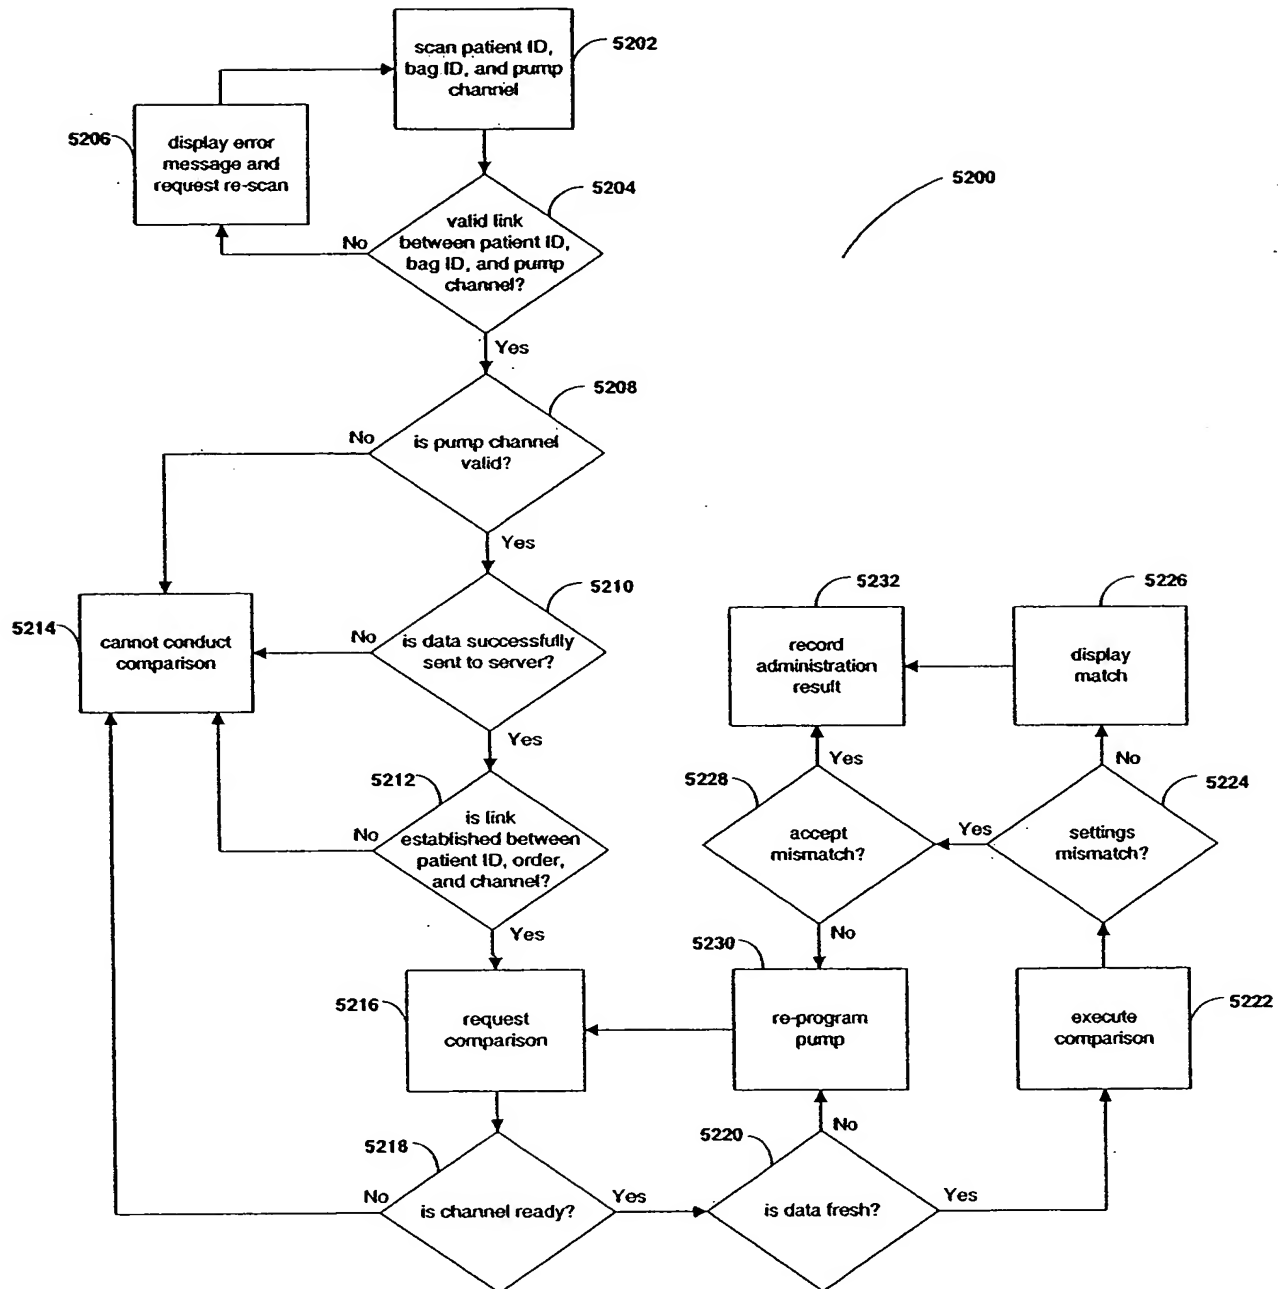 scan patient ID,
bag ID, and pump
channel
5202
5206
display error
message and
request re-scan
5204
5200
valid link
between patient ID,
bag ID, and pump
channel?
No
Yes
5208
No
is pump channel
valid?
Yes
5210
5232
5226
5214
cannot conduct
comparison
No
is data successfully
sent to server?
record
administration
result
display
match
Yes
Yes
No
5212
5228
5224
is link
established between
patient ID, order,
and channel?
No
accept
mismatch?
Yes
settings
mismatch?
Yes
No
5230
5216
request
comparison
re-program
pump
execute
comparison
5222
5218
5220
No
No
is channel ready?
Yes
is data fresh?
Yes